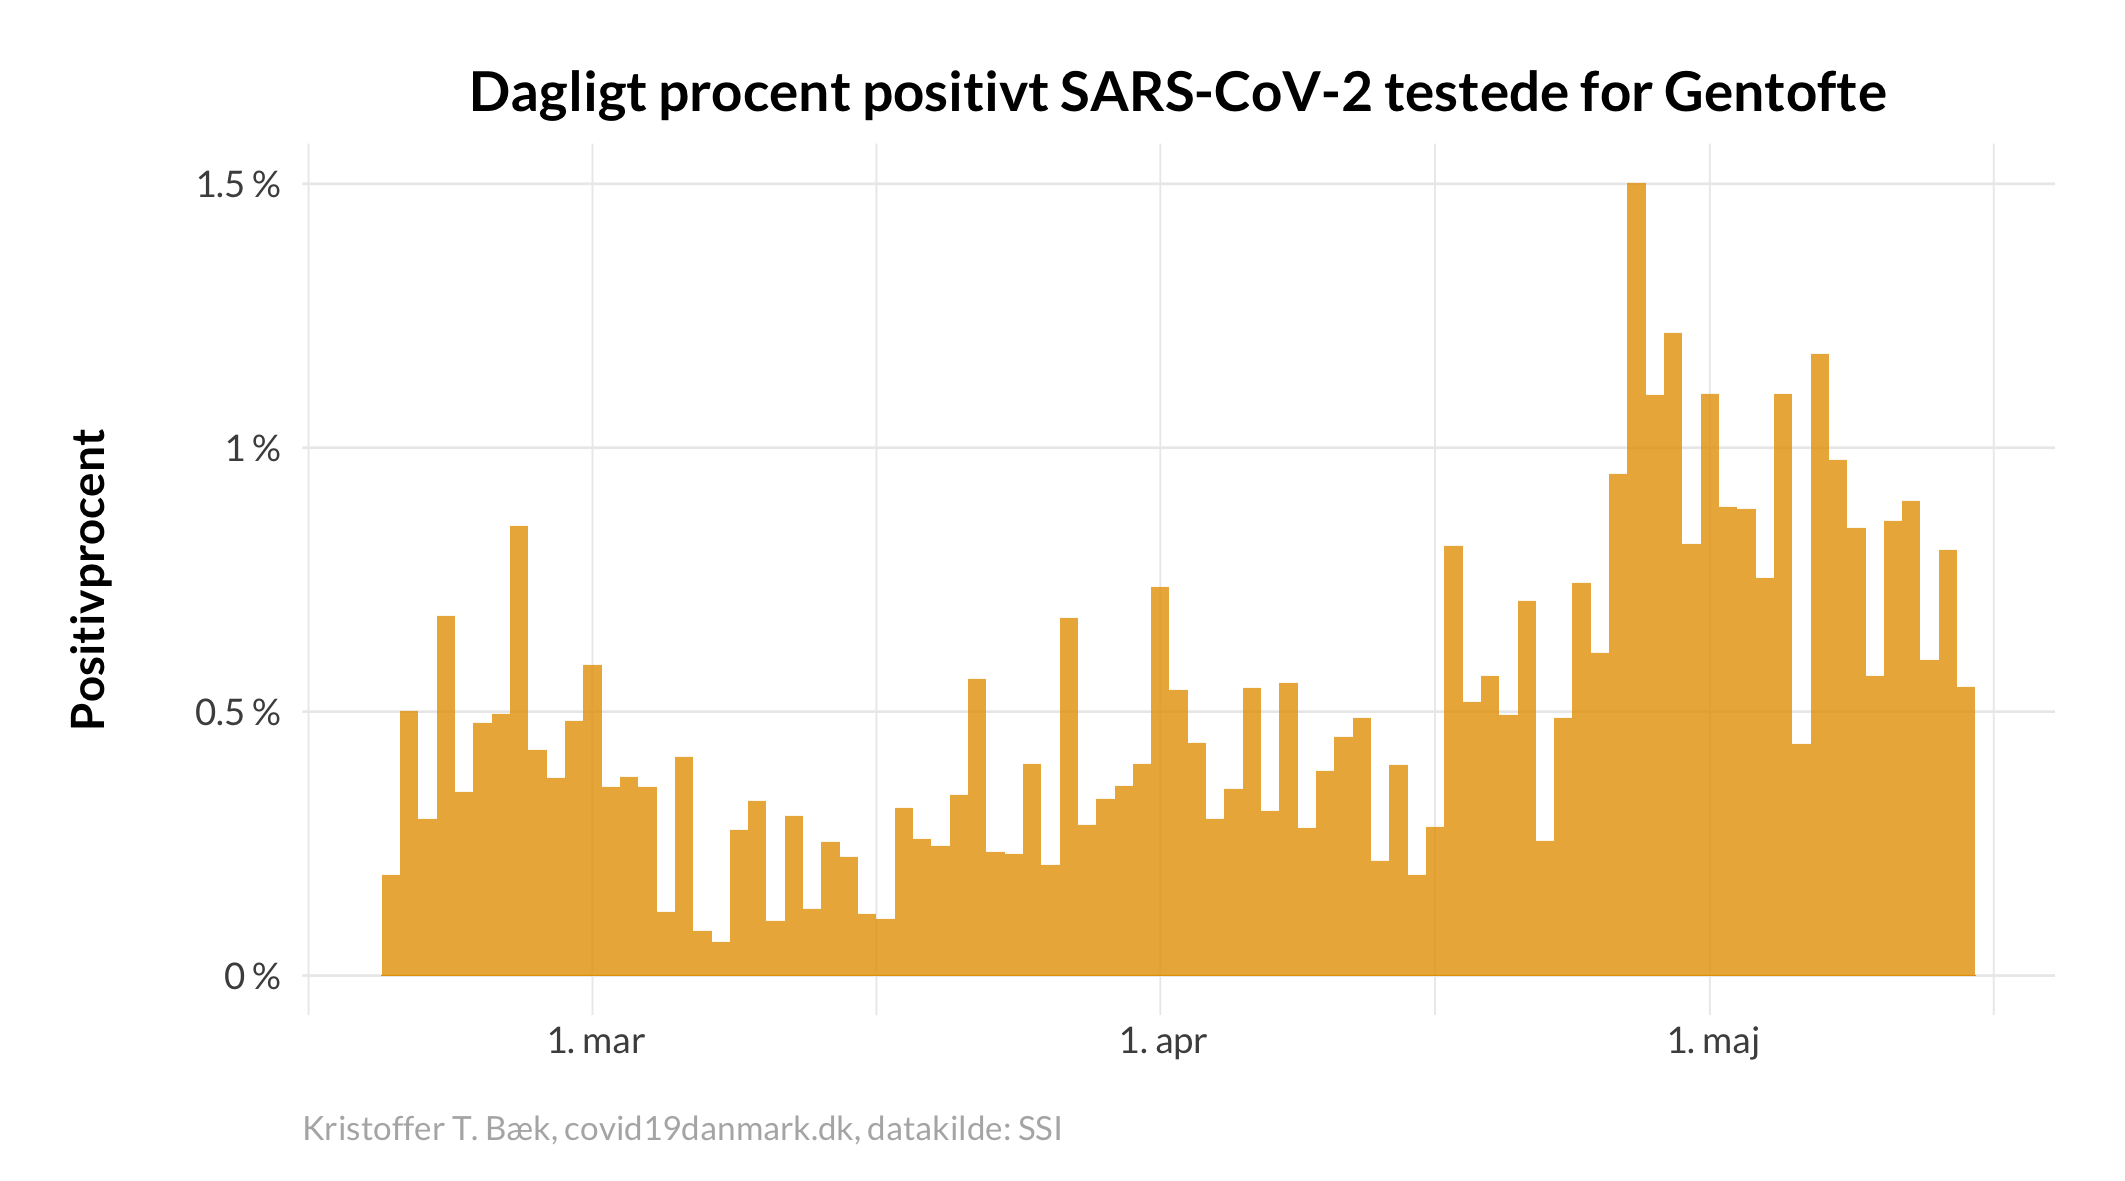 Dagligt procent positivt SARS-CoV-2 testede for Gentofte
Positivprocent
1.5 %
1 %
0.5 %
0 %
1. mar
1. apr
1. maj
Kristoffer T. Bæk, covid19danmark.dk, datakilde: SSI